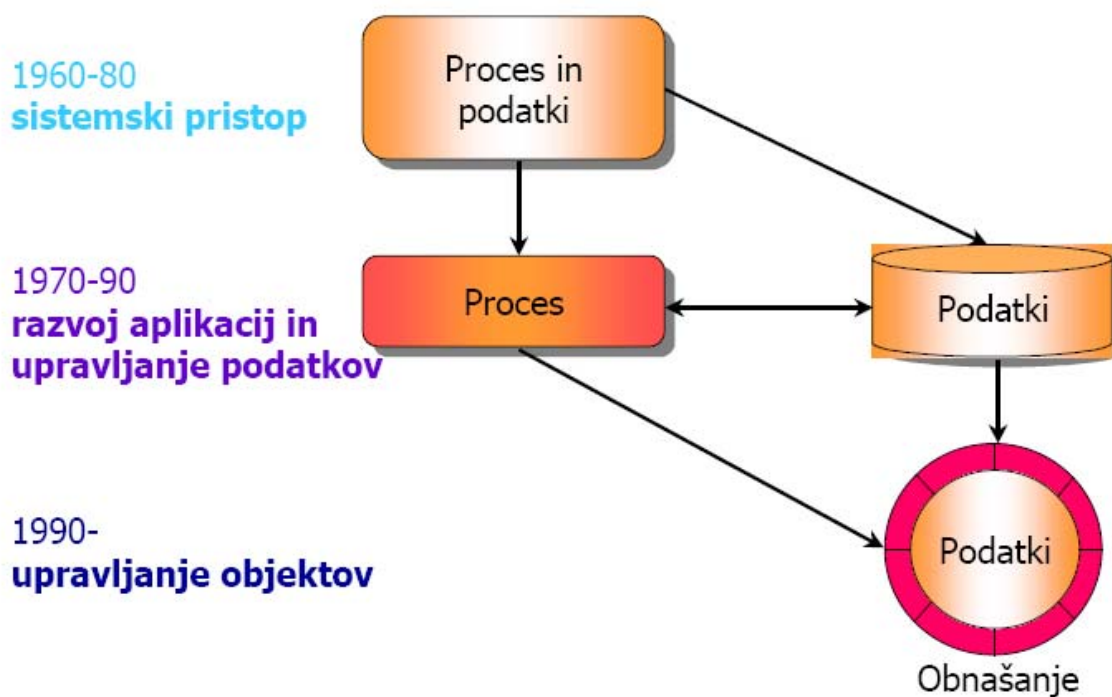 1960-80
sistemski pristop
Proces in
podatki
1970-90
razvoj aplikacij in
upravljanje podatkov
Proces
Podatki
1990-
upravljanje objektov
Podatki
Obnašanje